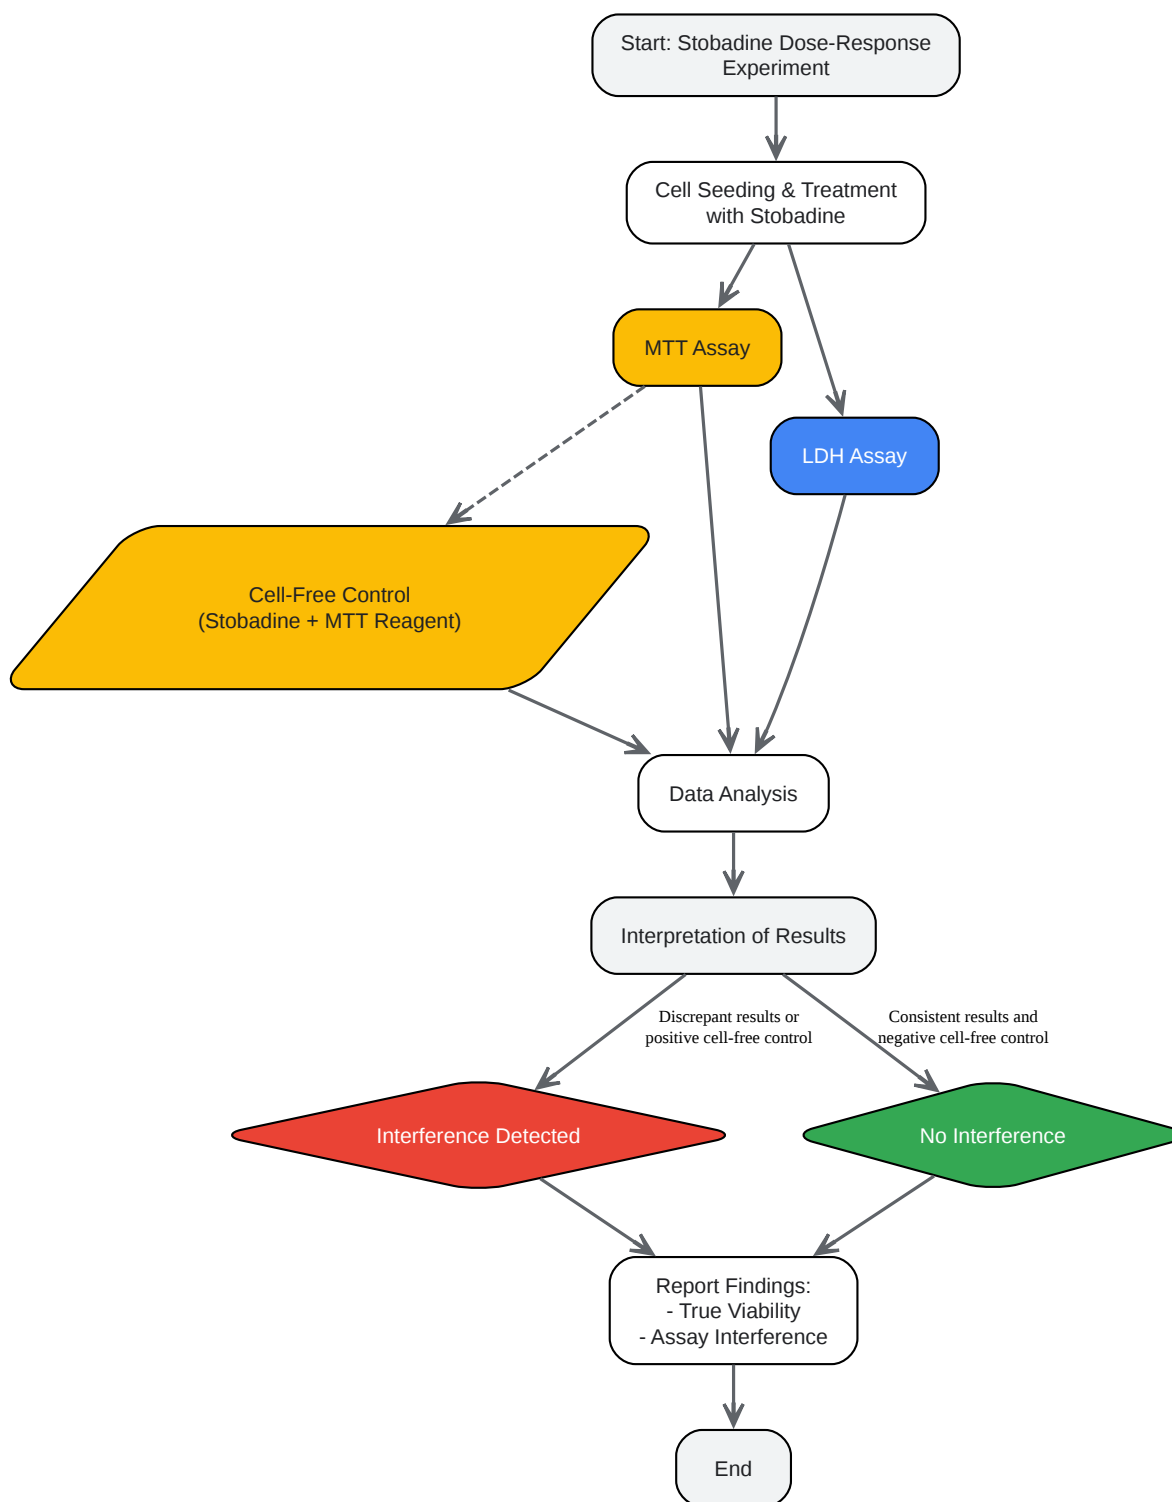 Start: Stobadine Dose-Response
Experiment
Cell Seeding & Treatment
with Stobadine
MTT Assay
LDH Assay
Cell-Free Control
(Stobadine + MTT Reagent)
Data Analysis
Interpretation of Results
Discrepant results or
positive cell-free control
Consistent results and
negative cell-free control
Interference Detected
No Interference
Report Findings:
- True Viability
- Assay Interference
End